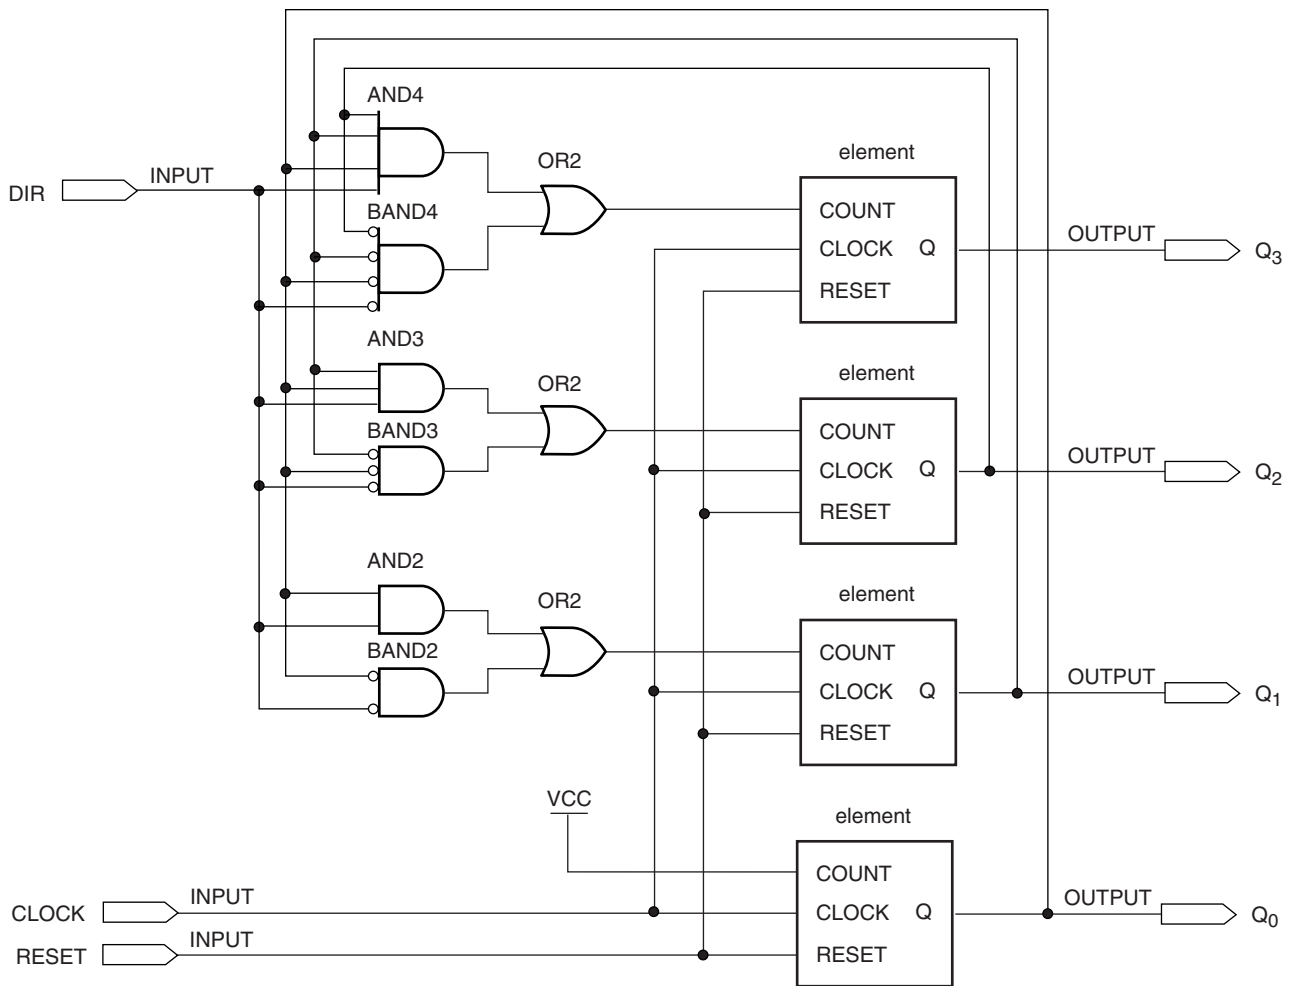 AND4
element
OR2
INPUT
DIR
COUNT
BAND4
OUTPUT
CLOCK Q
Q3
RESET
AND3
element
OR2
BAND3
COUNT
OUTPUT
CLOCK Q
Q2
RESET
AND2
element
OR2
BAND2
COUNT
OUTPUT
CLOCK Q
Q1
RESET
VCC
element
COUNT
INPUT
OUTPUT
CLOCK
CLOCK Q
Q0
INPUT
RESET
RESET